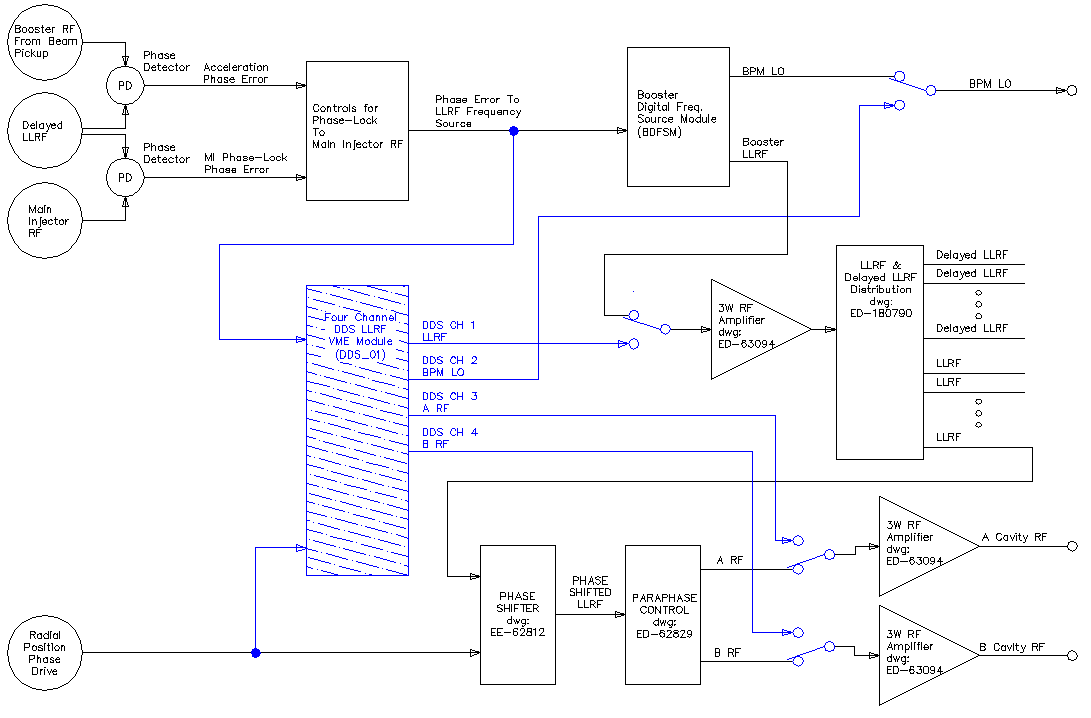 Booster RF
From Beam
Pickup
Phase
Detector
Acceleration
Phase Error
PD
Delayed
LLRF
Phase
Detector
MI Phase-Lock
Phase Error
PD
Main
Injector
RF
Controls for
Phase-Lock
To
Main Injector RF
Phase Error To
LLRF Frequency
Source
Booster
Digital Freq.
Source Module
(BDFSM)
BPM LO
BPM LO
Booster
LLRF
Four Channel
DDS LLRF
VME Module
(DDS_01)
DDS CH 1
LLRF
DDS CH 2
BPM LO
DDS CH 3
A RF
DDS CH 4
B RF
3W RF
Amplifier
dwg:
ED-63094
LLRF &
Delayed LLRF
Distribution
dwg:
ED-180790
Delayed LLRF
Delayed LLRF
Delayed LLRF
LLRF
LLRF
LLRF
Radial
Position
Phase
Drive
PHASE
SHIFTER
dwg:
EE-62812
PHASE
SHIFTED
LLRF
PARAPHASE
CONTROL
dwg:
ED-62829
A RF
B RF
3W RF
Amplifier
dwg:
ED-63094
A Cavity RF
3W RF
Amplifier
dwg:
ED-63094
B Cavity RF